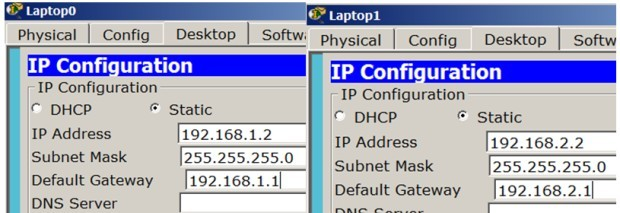 Laptop0
Physical Config Desktop Softwa
IP Configuration
IP Configuration
DHCP Static
IP Address 192.168.1.2
Subnet Mask 255.255.255.0
Default Gateway 192.168.1.1
DNS Server
Laptop1
Physical Config Desktop Softw
IP Configuration
IP Configuration
DHCP Static
IP Address 192.168.2.2
Subnet Mask 255.255.255.0
Default Gateway 192.168.2.1
DNS Server